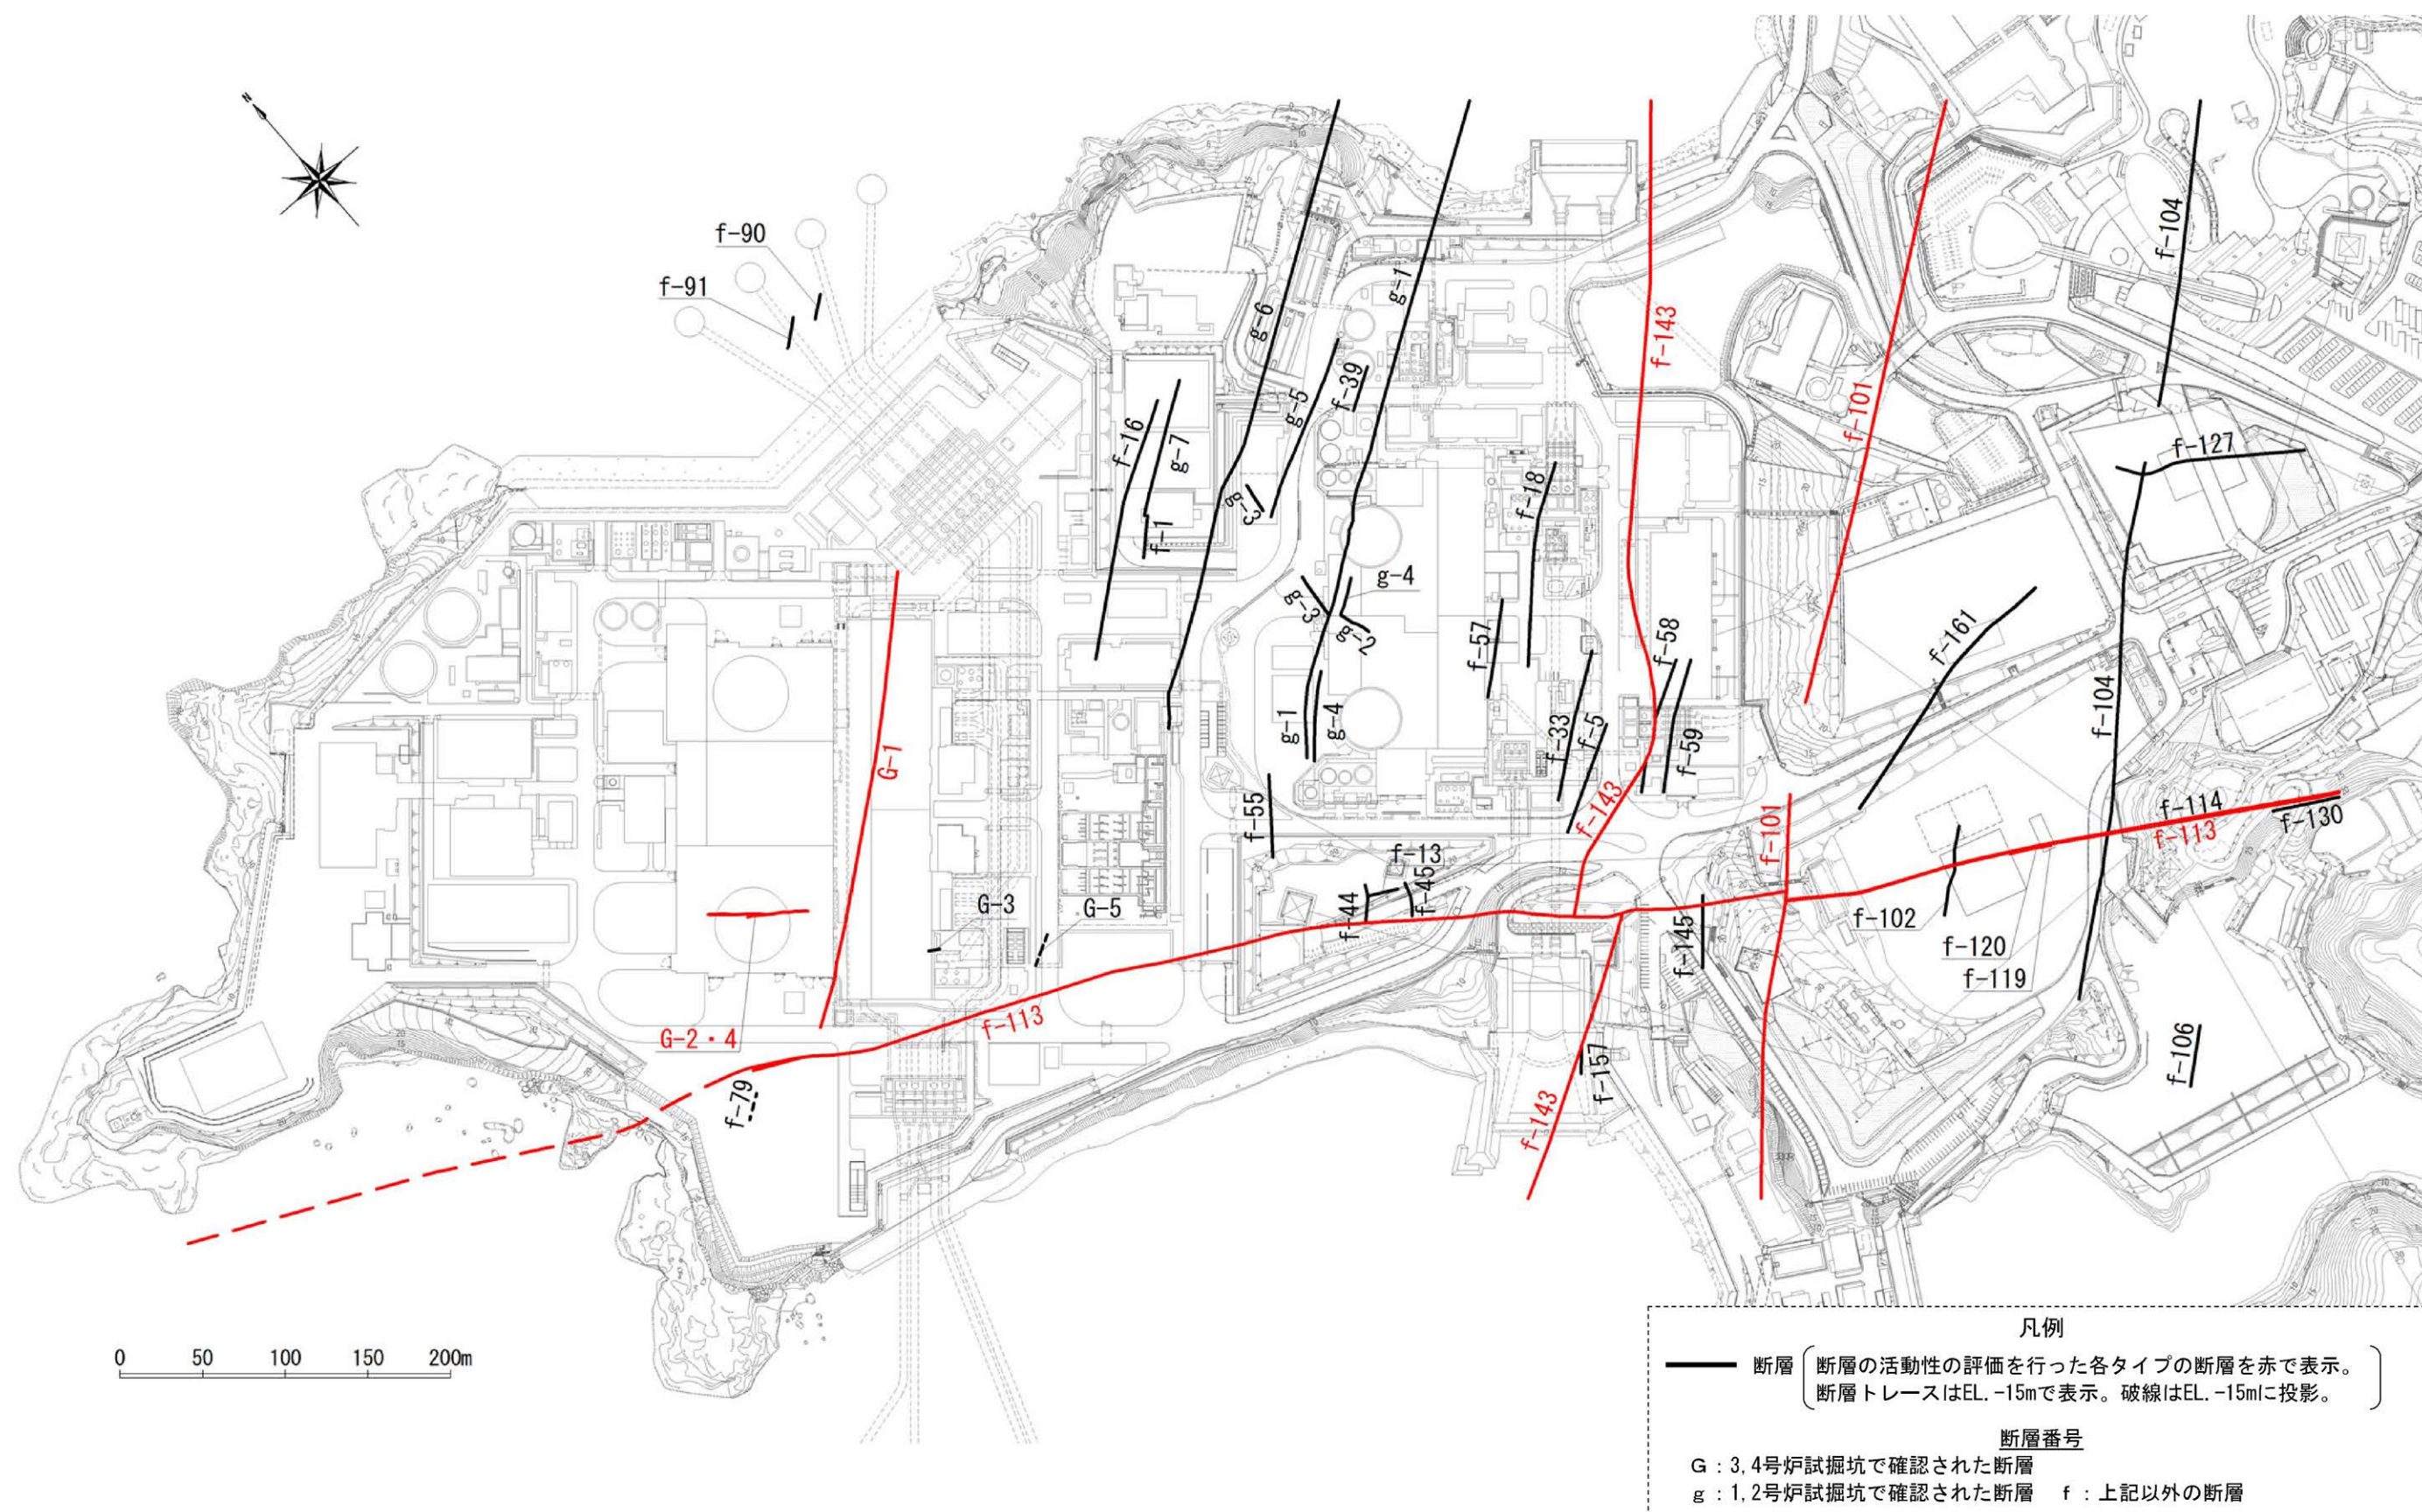 N
f-90
f-91
f-104
g-6
g-1
f-143
f-39
g-5
f-101
f-16
g-7
f-127
g-3
f-18
f-1
g-4
g-3
g-2
f-57
f-58
f-161
f-104
g-1
g-4
f-33
f-5
f-59
G-1
f-55
f-143
f-101
f-114
f-113
f-130
f-13
f-45
f-44
G-3
G-5
f-145
f-102
f-120
f-119
G-2・4
f-113
f-79
f-157
f-143
f-106
0 50 100 150 200m
凡例
断層 断層の活動性の評価を行った各タイプの断層を赤で表示。
断層トレースはEL.-15mで表示。破線はEL.-15mに投影。
断層番号
G：3,4号炉試掘坑で確認された断層
g：1,2号炉試掘坑で確認された断層 f：上記以外の断層